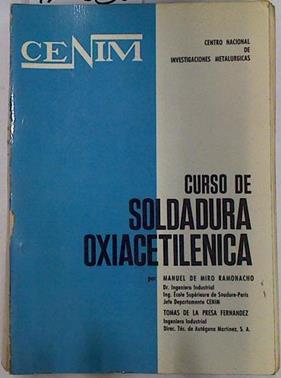 CENIM
CENTRO NACIONAL
DE
INVESTIGACIONES METALURGICAS
CURSO DE
SOLDADURA
OXIACETILENICA
por MANUEL DE MIRO RAMONACHO
Dr. Ingeniero Industrial
Ing. École Supérieure de Soudure-Paris
Jefe Departamento CENIM
TOMAS DE LA PRESA FERNANDEZ
Ingeniero Industrial
Direc. Téc. de Autógena Martínez, S. A.